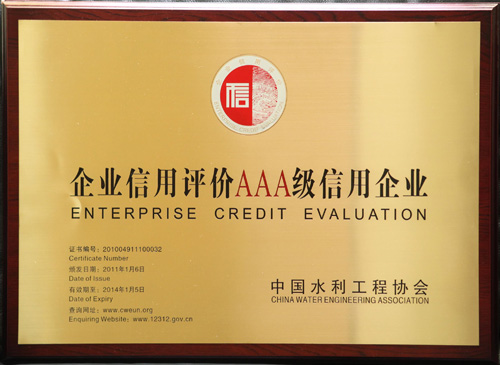 信
企业信用评价AAA级信用企业
ENTERPRISE CREDIT EVALUATION
证书编号：201004911100032
Certificate Number
颁发日期：2011年1月6日
Date of Issue
有效期至：2014年1月5日
Date of Expiry
查询网址：www.cweun.org
Enquiring Website：www.12312.gov.cn
中国水利工程协会
CHINA WATER ENGINEERING ASSOCIATION